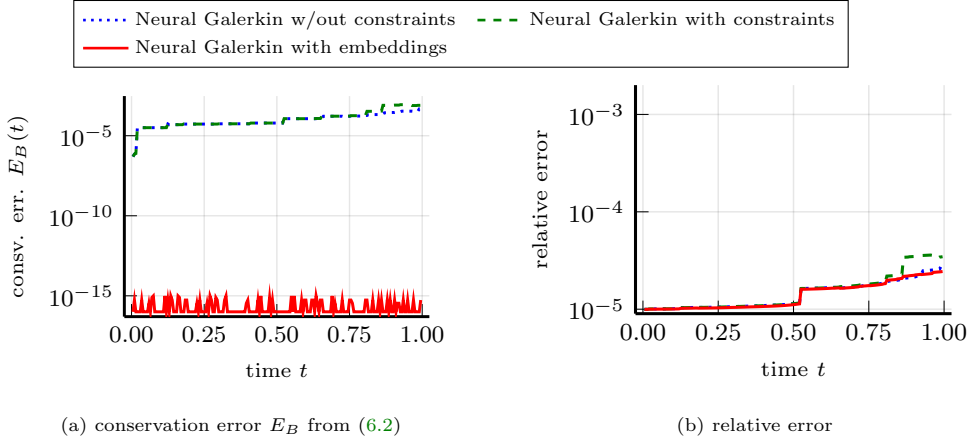 Neural Galerkin w/out constraints
Neural Galerkin with constraints
Neural Galerkin with embeddings
consv. err. E_B(t)
10^−5
10^−10
10^−15
0.00 0.25 0.50 0.75 1.00
time t
(a) conservation error E_B from (6.2)
relative error
10^−3
10^−4
10^−5
0.00 0.25 0.50 0.75 1.00
time t
(b) relative error